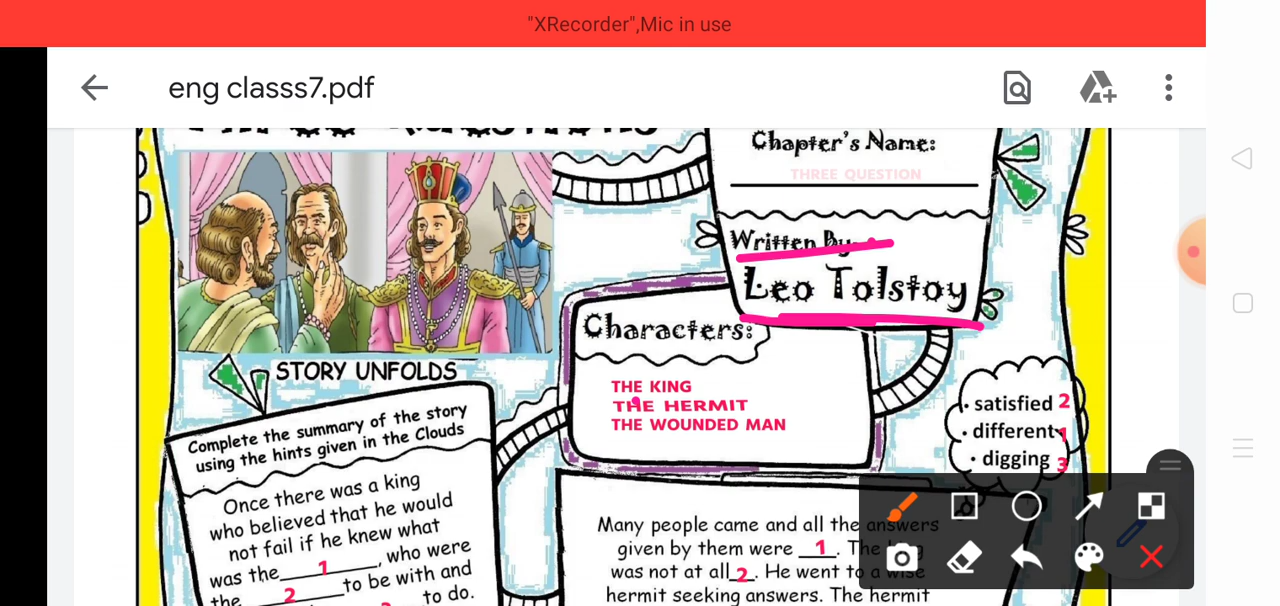 "XRecorder",Mic in use
eng classs7.pdf
Chapter's Name:
THREE QUESTION
Written By
Leo Tolstoy
Characters:
THE KING
THE HERMIT
THE WOUNDED MAN
STORY UNFOLDS
Complete the summary of the story
using the hints given in the Clouds
Once there was a king
who believed that he would
not fail if he knew what
was the 1, who were
the 2 to be with and
to do.
• satisfied 2
• different 1
• digging 3
Many people came and all the answers
given by them were 1. The king
was not at all 2. He went to a wise
hermit seeking answers. The hermit